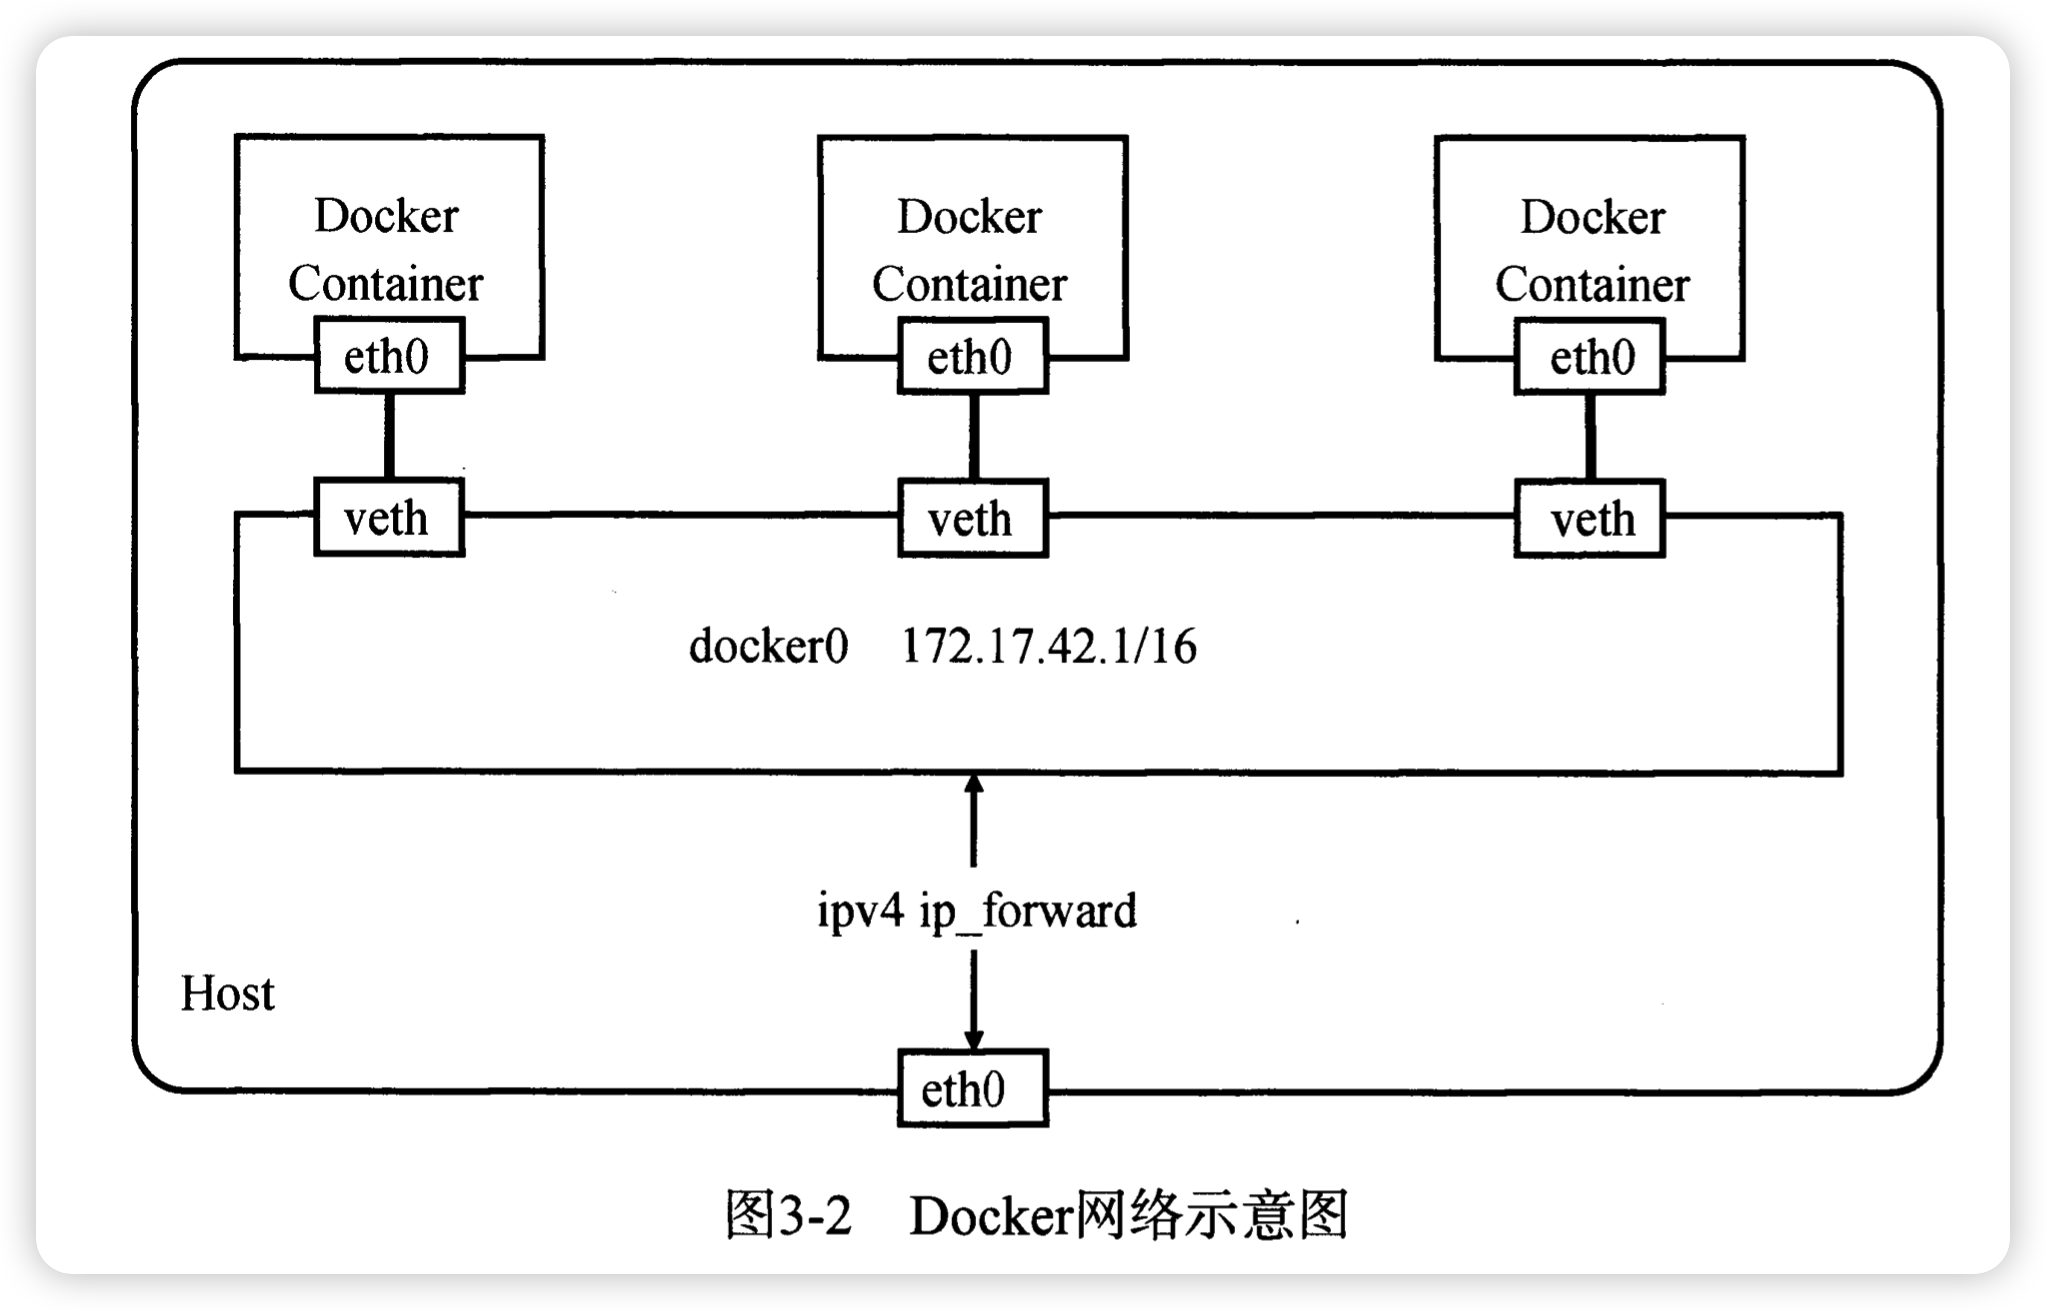 Docker
Container
eth0
Docker
Container
eth0
Docker
Container
eth0
veth
veth
veth
docker0 172.17.42.1/16
ipv4 ip_forward
Host
eth0
图3-2 Docker网络示意图